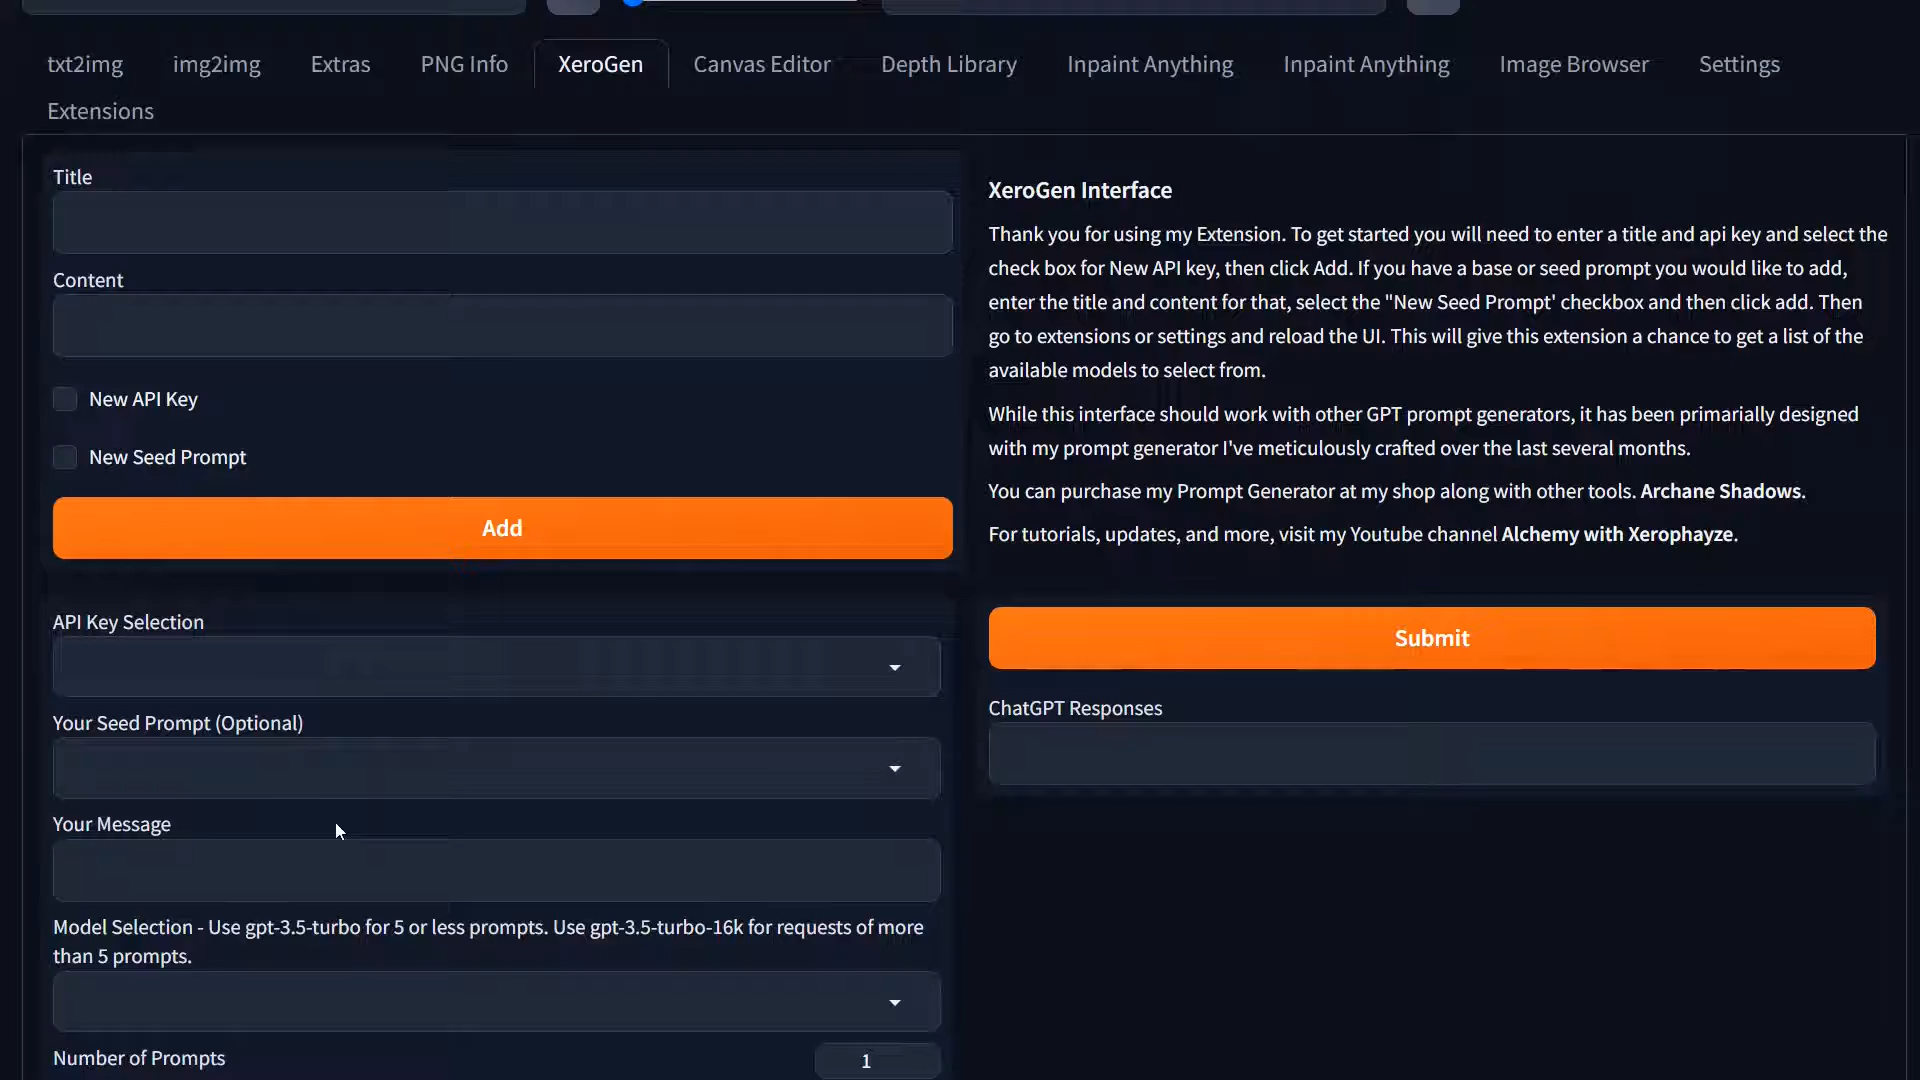 txt2img
img2img
Extras
PNG Info
XeroGen
Canvas Editor
Depth Library
Inpaint Anything
Inpaint Anything
Image Browser
Settings
Extensions
Title
Content
New API Key
New Seed Prompt
Add
XeroGen Interface
Thank you for using my Extension. To get started you will need to enter a title and api key and select the
check box for New API key, then click Add. If you have a base or seed prompt you would like to add,
enter the title and content for that, select the "New Seed Prompt' checkbox and then click add. Then
go to extensions or settings and reload the UI. This will give this extension a chance to get a list of the
available models to select from.
While this interface should work with other GPT prompt generators, it has been primarially designed
with my prompt generator I've meticulously crafted over the last several months.
You can purchase my Prompt Generator at my shop along with other tools. Archane Shadows.
For tutorials, updates, and more, visit my Youtube channel Alchemy with Xerophayze.
API Key Selection
Your Seed Prompt (Optional)
Your Message
Model Selection - Use gpt-3.5-turbo for 5 or less prompts. Use gpt-3.5-turbo-16k for requests of more
than 5 prompts.
Number of Prompts
1
Submit
ChatGPT Responses